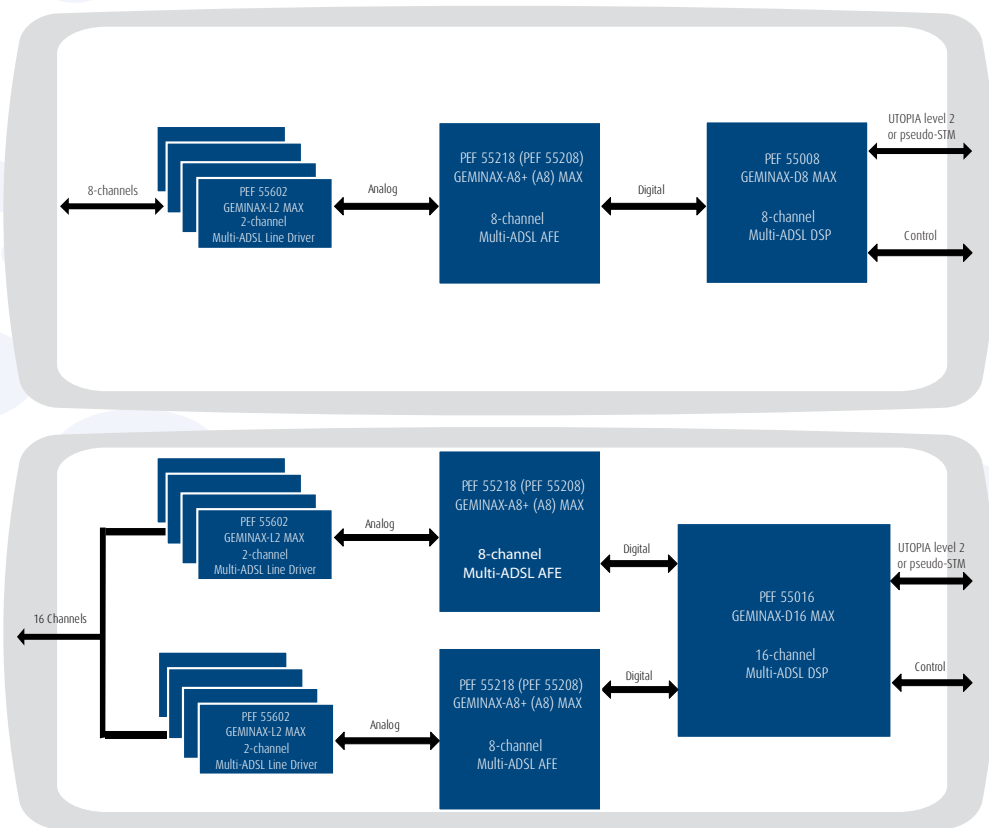 8-channels
PEF 55602
GEMINAX-L2 MAX
2-channel
Multi-ADSL Line Driver
Analog
PEF 55218 (PEF 55208)
GEMINAX-A8+ (A8) MAX
8-channel
Multi-ADSL AFE
Digital
PEF 55008
GEMINAX-D8 MAX
8-channel
Multi-ADSL DSP
UTOPIA level 2
or pseudo-STM
Control
16 Channels
PEF 55602
GEMINAX-L2 MAX
2-channel
Multi-ADSL Line Driver
Analog
PEF 55218 (PEF 55208)
GEMINAX-A8+ (A8) MAX
8-channel
Multi-ADSL AFE
Digital
PEF 55602
GEMINAX-L2 MAX
2-channel
Multi-ADSL Line Driver
Analog
PEF 55218 (PEF 55208)
GEMINAX-A8+ (A8) MAX
8-channel
Multi-ADSL AFE
Digital
PEF 55016
GEMINAX-D16 MAX
16-channel
Multi-ADSL DSP
UTOPIA level 2
or pseudo-STM
Control